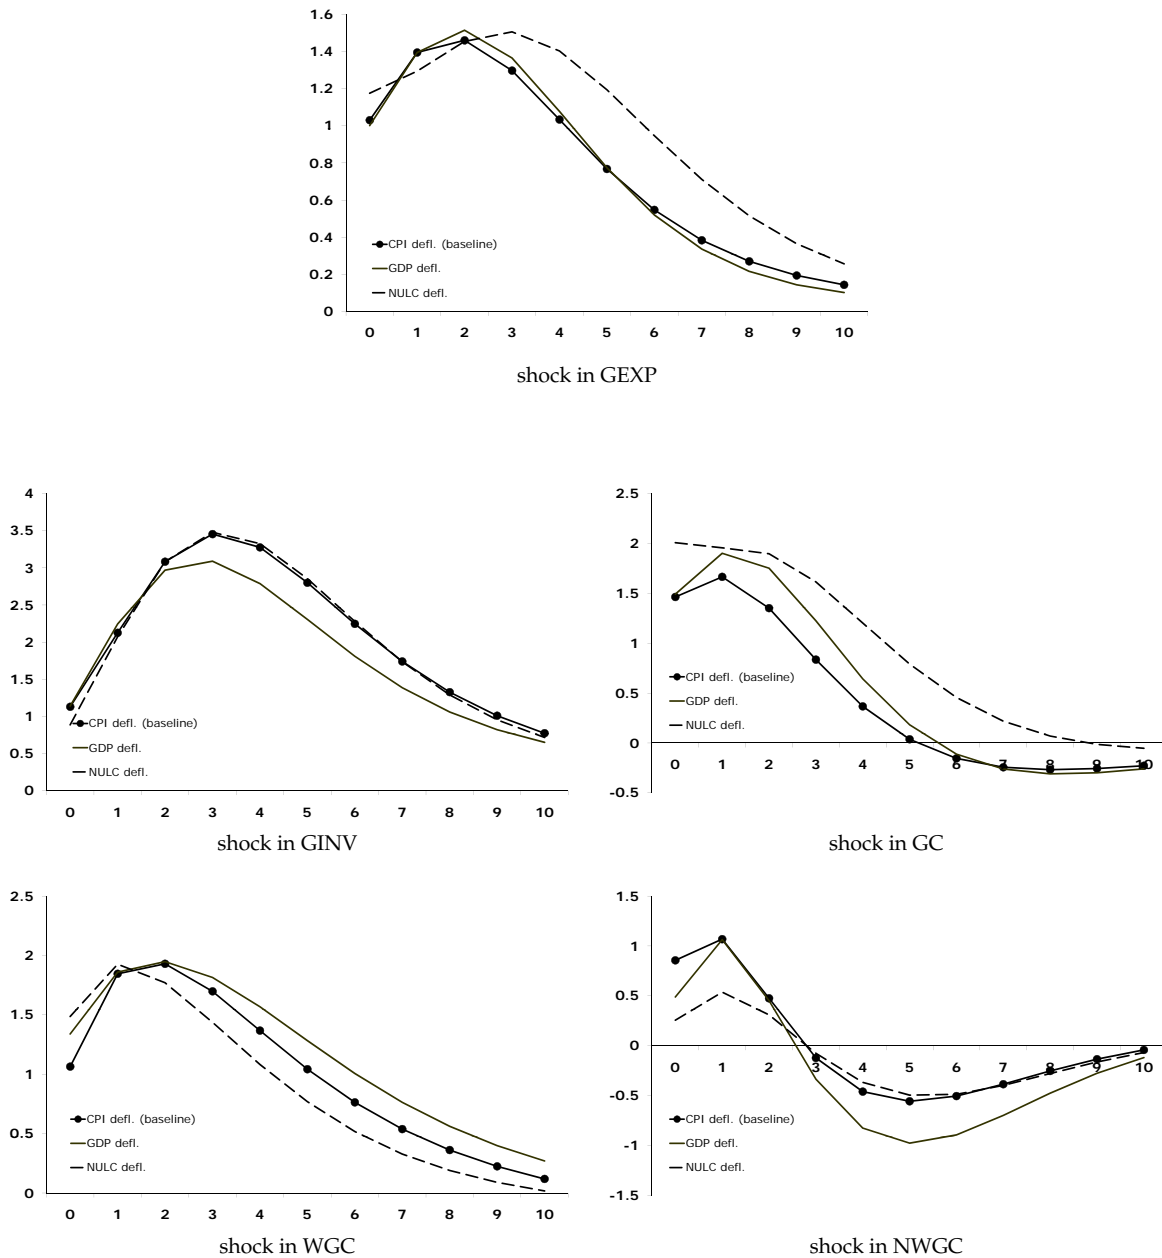 1.6
1.4
1.2
1
0.8
0.6
0.4
0.2
0
CPI defl. (baseline)
GDP defl.
NULC defl.
0 1 2 3 4 5 6 7 8 9 10
shock in GEXP
4
3.5
3
2.5
2
1.5
1
0.5
0
CPI defl. (baseline)
GDP defl.
NULC defl.
0 1 2 3 4 5 6 7 8 9 10
shock in GINV
2.5
2
1.5
1
0.5
0
-0.5
CPI defl. (baseline)
GDP defl.
NULC defl.
0 1 2 3 4 5 6 7 8 9 10
shock in GC
2.5
2
1.5
1
0.5
0
CPI defl. (baseline)
GDP defl.
NULC defl.
0 1 2 3 4 5 6 7 8 9 10
shock in WGC
1.5
1
0.5
0
-0.5
-1
-1.5
0 1 2 3 4 5 6 7 8 9 10
CPI defl. (baseline)
GDP defl.
NULC defl.
shock in NWGC